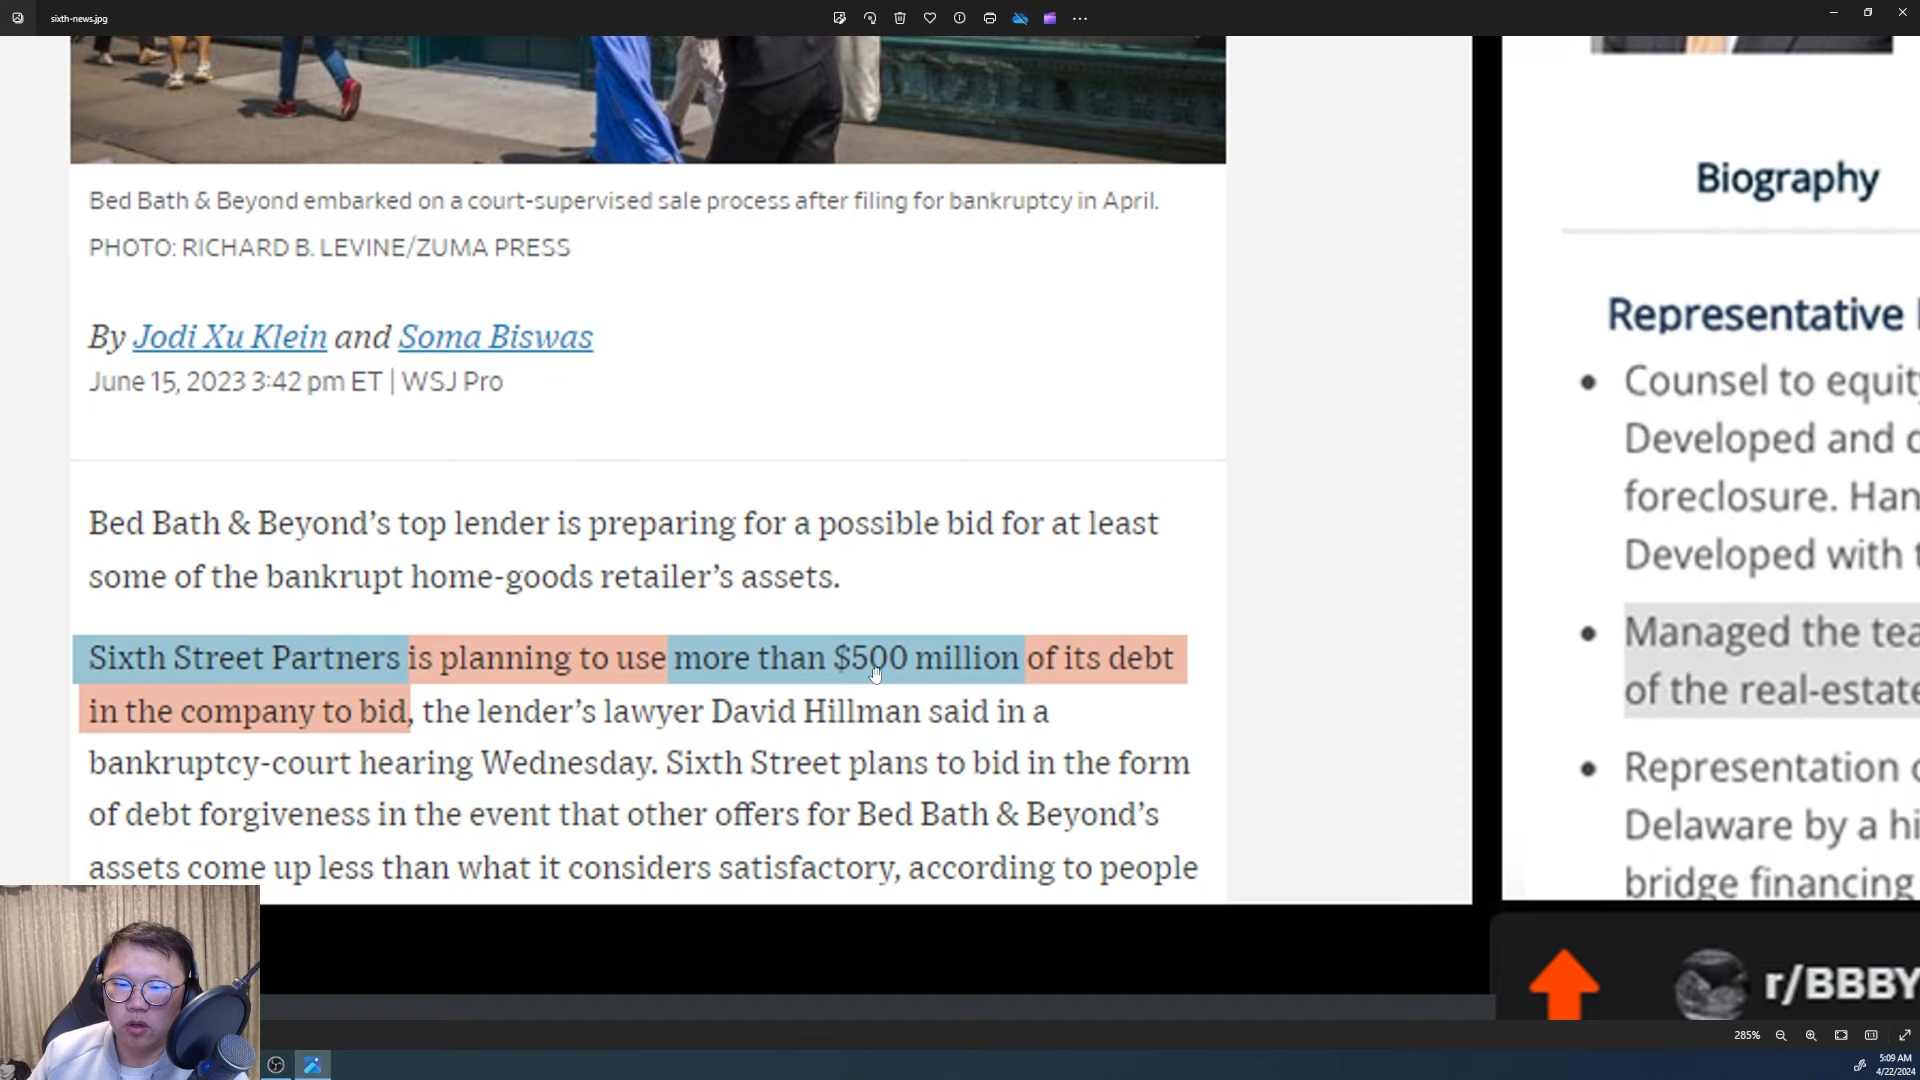 sixth-news.jpg
Bed Bath & Beyond embarked on a court-supervised sale process after filing for bankruptcy in April.
PHOTO: RICHARD B. LEVINE/ZUMA PRESS
By Jodi Xu Klein and Soma Biswas
June 15, 2023 3:42 pm ET | WSJ Pro
Bed Bath & Beyond’s top lender is preparing for a possible bid for at least
some of the bankrupt home-goods retailer’s assets.
Sixth Street Partners is planning to use more than $500 million of its debt
in the company to bid, the lender’s lawyer David Hillman said in a
bankruptcy-court hearing Wednesday. Sixth Street plans to bid in the form
of debt forgiveness in the event that other offers for Bed Bath & Beyond’s
assets come up less than what it considers satisfactory, according to people
Biography
Representative
Counsel to equity
Developed and
foreclosure. Han
Developed with
Managed the tea
of the real-estate
Representation
Delaware by a hi
bridge financing
r/BBBY
285%
5:09 AM
4/22/2024